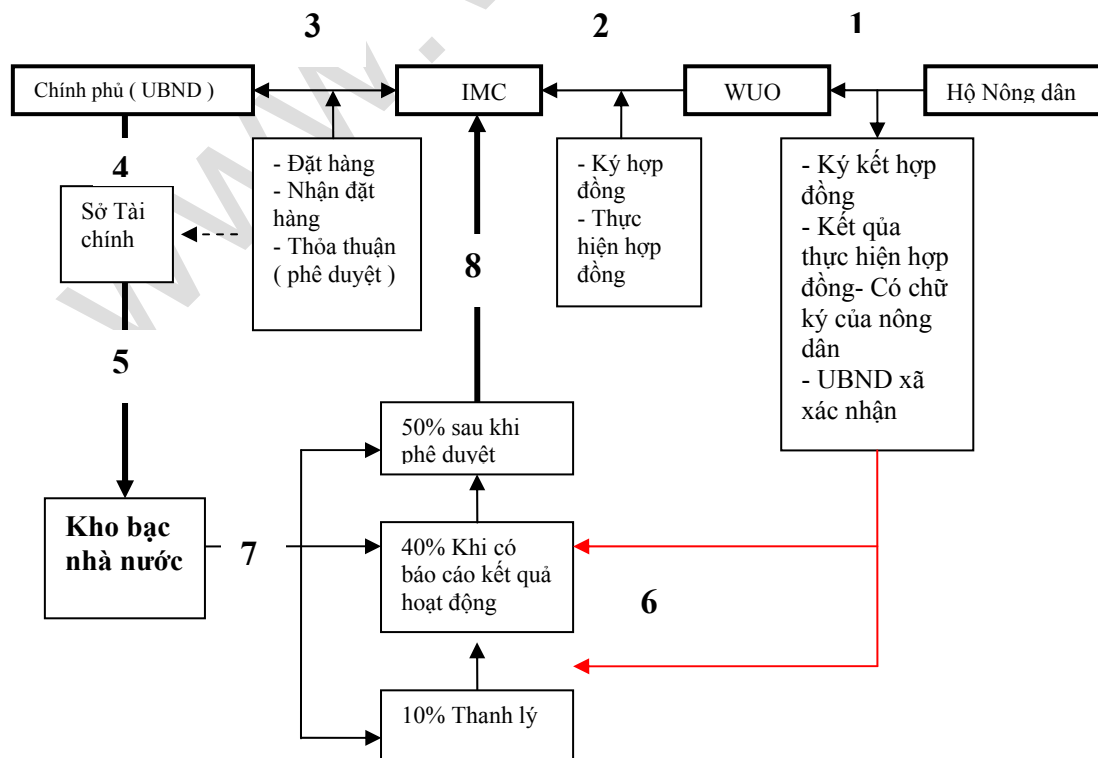 3
2
1
Chính phủ ( UBND )
IMC
WUO
Hộ Nông dân
4
Sở Tài
chính
- Đặt hàng
- Nhận đặt
hàng
- Thỏa thuận
( phê duyệt )
8
- Ký hợp
đồng
- Thực
hiện hợp
đồng
- Ký kết hợp
đồng
- Kết qủa
thực hiện hợp
đồng- Có chữ
ký của nông
dân
- UBND xã
xác nhận
5
50% sau khi
phê duyệt
Kho bạc
nhà nước
7
40% Khi có
báo cáo kết quả
hoạt động
6
10% Thanh lý